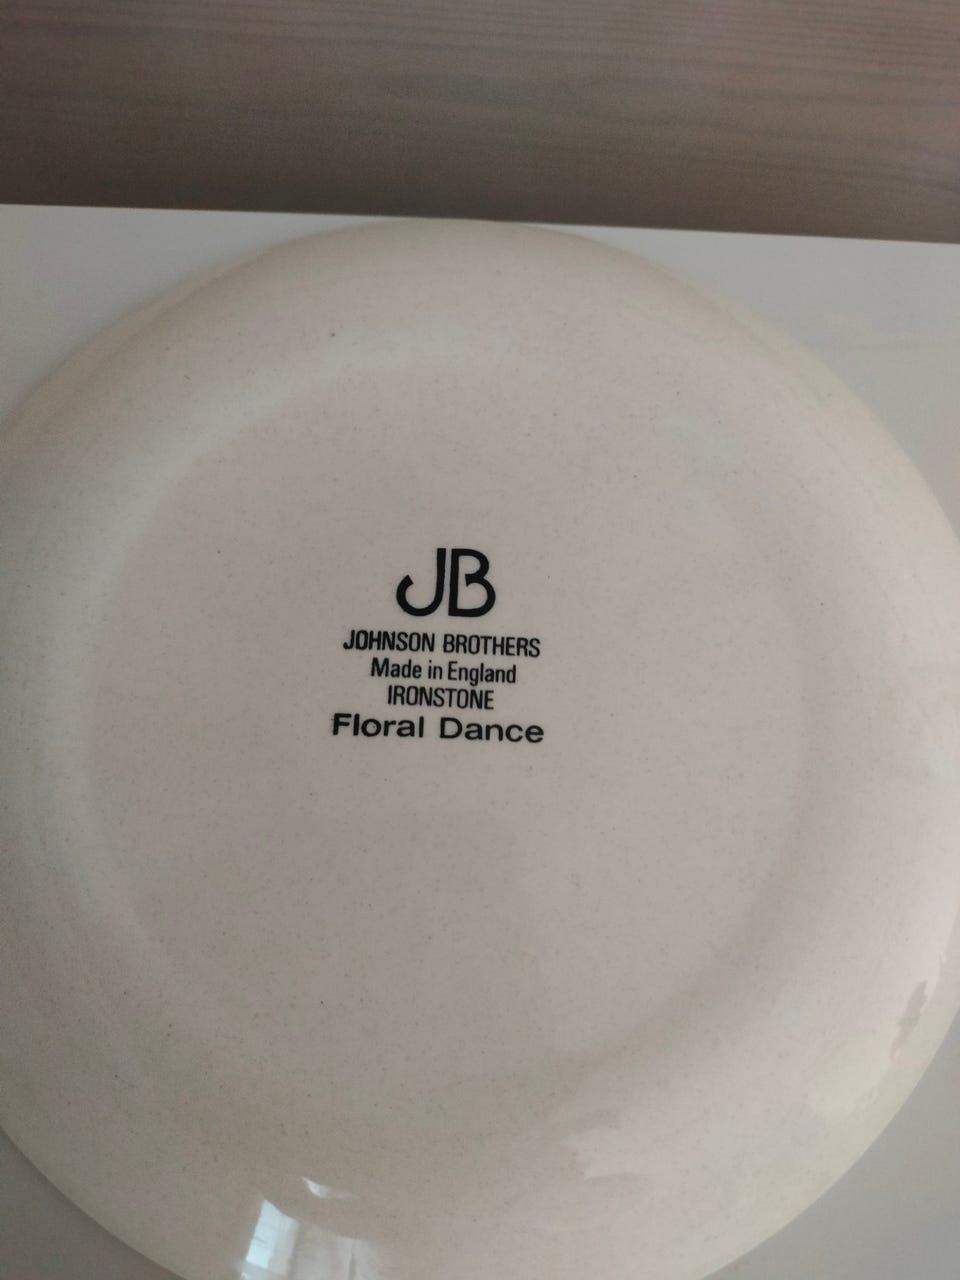 JB
JOHNSON BROTHERS
Made in England
IRONSTONE
Floral Dance